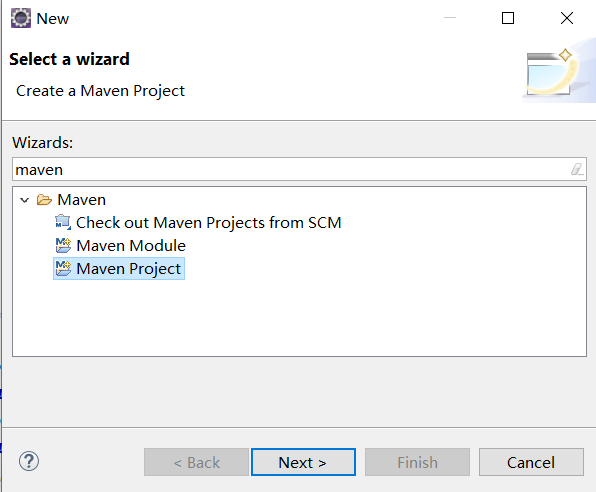 New
Select a wizard
Create a Maven Project
Wizards:
maven
Maven
Check out Maven Projects from SCM
Maven Module
Maven Project
< Back
Next >
Finish
Cancel